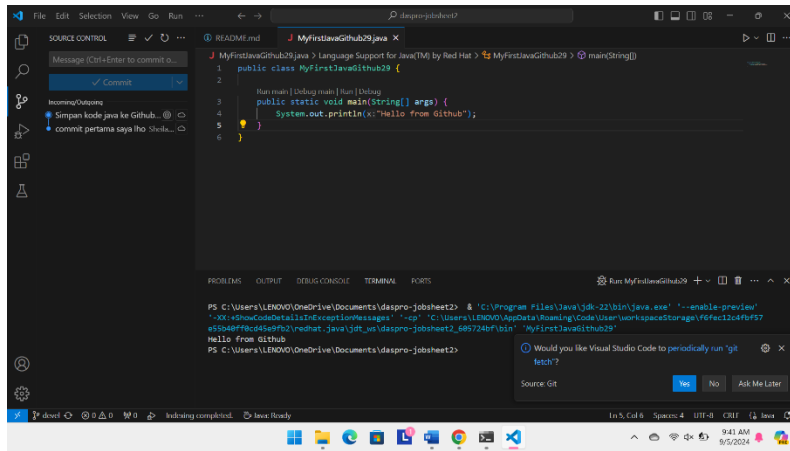 File Edit Selection View Go Run ... daspro-jobsheet2
SOURCE CONTROL
README.md
MyFirstJavaGithub29.java
Message (Ctrl+Enter to commit o...
Commit
Incoming/Outgoing
Simpan kode java ke Github...
commit pertama saya lho Sheila...
MyFirstJavaGithub29.java > Language Support for Java(TM) by Red Hat > MyFirstJavaGithub29 > main(String[])
1 public class MyFirstJavaGithub29 {
2
Run main | Debug main | Run | Debug
3 public static void main(String[] args) {
4 System.out.println(x:"Hello from Github");
5 }
6 }
PROBLEMS OUTPUT DEBUG CONSOLE TERMINAL PORTS
Run: MyFirstJavaGithub29
PS C:\Users\LENOVO\OneDrive\Documents\daspro-jobsheet2> & 'C:\Program Files\Java\jdk-22\bin\java.exe' '--enable-preview'
'-XX:+ShowCodeDetailsInExceptionMessages' '-cp' 'C:\Users\LENOVO\AppData\Roaming\Code\User\workspaceStorage\f6fec12c4fbf57
e55b40ff0cd45e9fb2\redhat.java\jdt_ws\daspro-jobsheet2_605724bf\bin' 'MyFirstJavaGithub29'
Hello from Github
PS C:\Users\LENOVO\OneDrive\Documents\daspro-jobsheet2>
Would you like Visual Studio Code to periodically run "git
fetch"?
Source: Git
Yes No Ask Me Later
devel 0 0 0 Indexing completed. Java: Ready
Ln 5, Col 6 Spaces: 4 UTF-8 CRLF Java
9:41 AM
9/5/2024